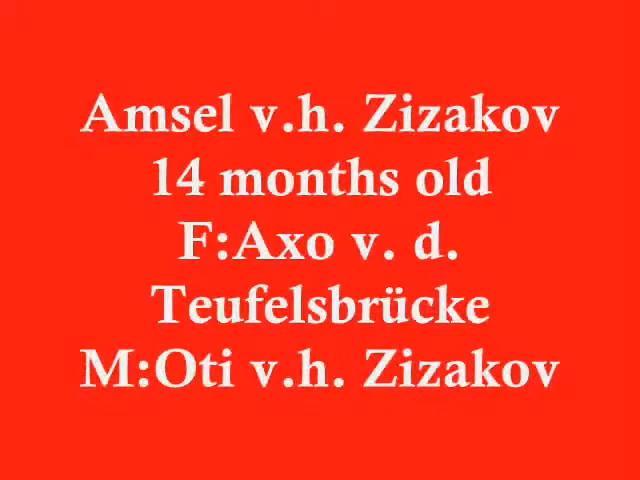 Amsel v.h. Zizakov
14 months old
F:Axo v. d.
Teufelsbrücke
M:Oti v.h. Zizakov